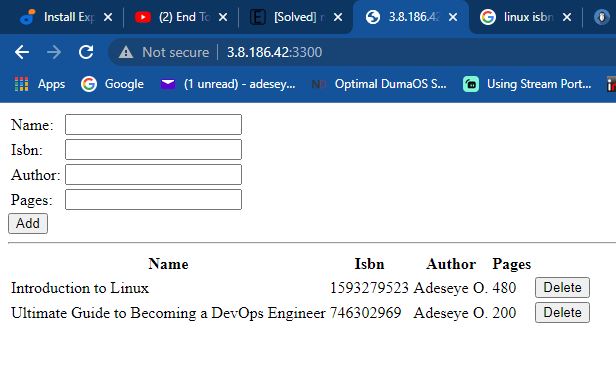 Install Exp
(2) End To
[Solved] r
3.8.186.42
linux isbn
Not secure
3.8.186.42:3300
Apps
Google
(1 unread) - adesey...
Optimal DumaOS S...
Using Stream Port...
Name:
Isbn:
Author:
Pages:
Add
Name Isbn Author Pages
Introduction to Linux 1593279523 Adeseye O. 480 Delete
Ultimate Guide to Becoming a DevOps Engineer 746302969 Adeseye O. 200 Delete